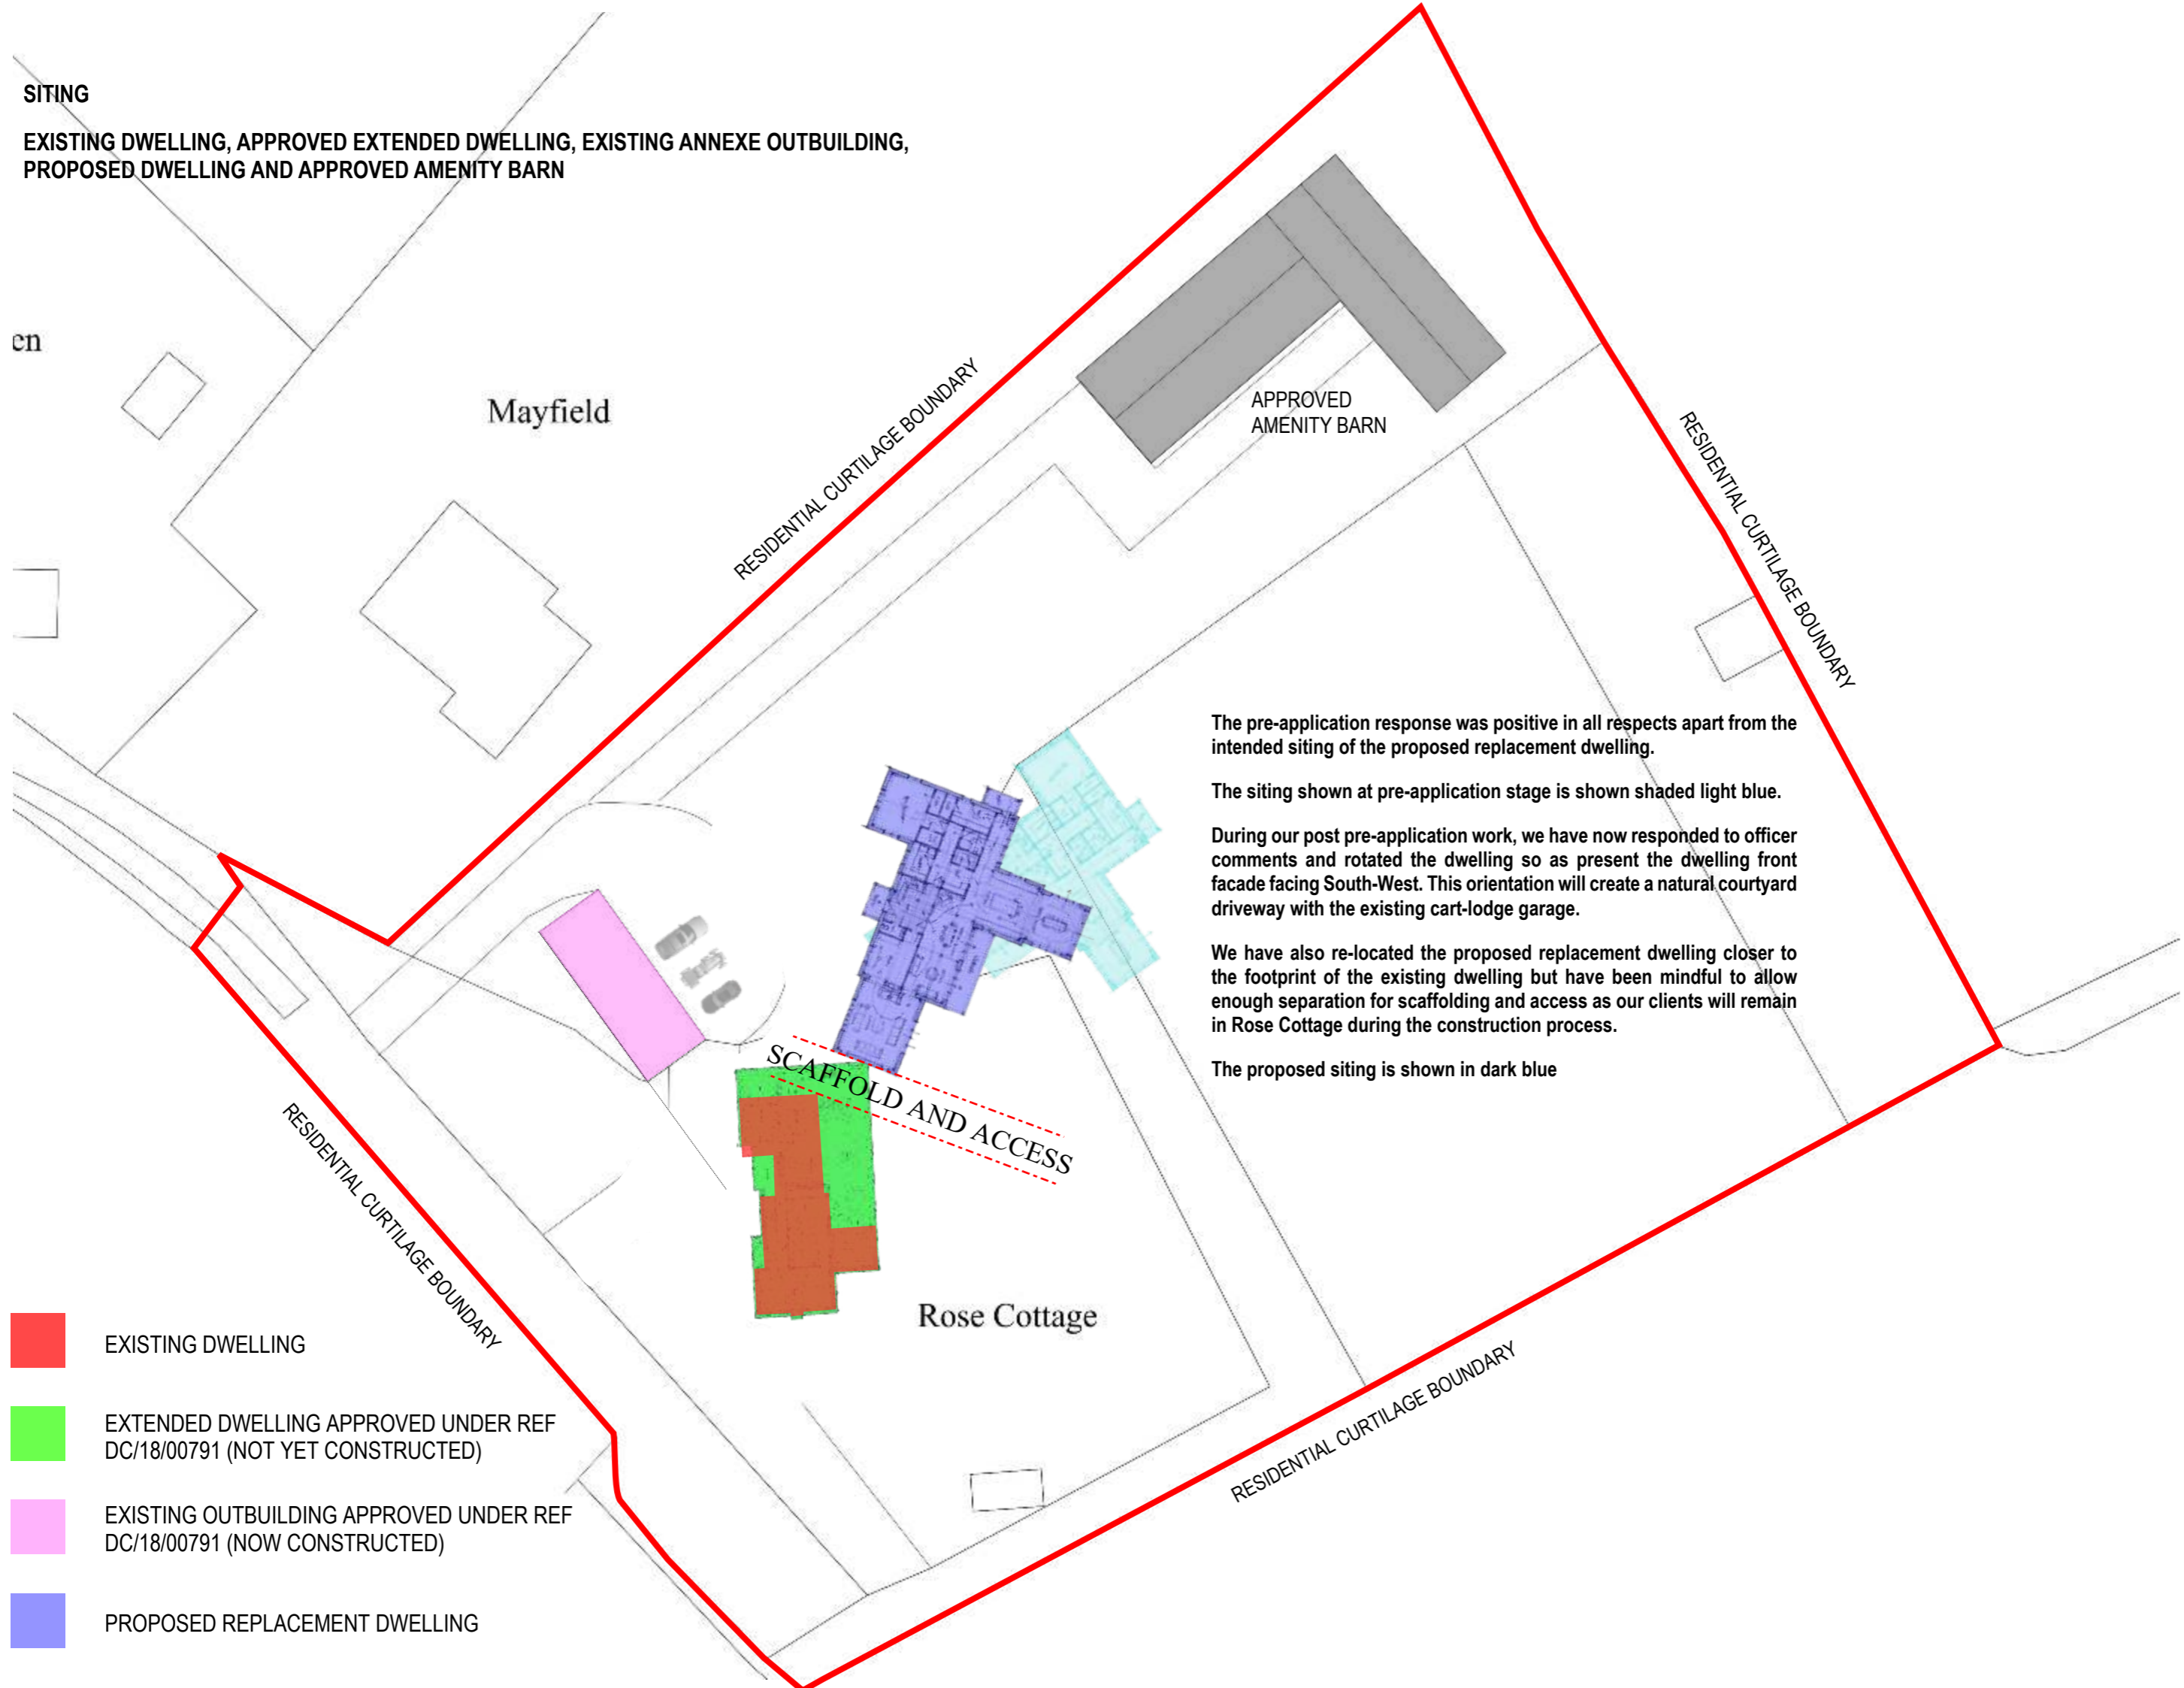 SITING
EXISTING DWELLING, APPROVED EXTENDED DWELLING, EXISTING ANNEXE OUTBUILDING,
PROPOSED DWELLING AND APPROVED AMENITY BARN
en
Mayfield
RESIDENTIAL CURTILAGE BOUNDARY
APPROVED
AMENITY BARN
RESIDENTIAL CURTILAGE BOUNDARY
The pre-application response was positive in all respects apart from the
intended siting of the proposed replacement dwelling.
The siting shown at pre-application stage is shown shaded light blue.
During our post pre-application work, we have now responded to officer
comments and rotated the dwelling so as present the dwelling front
facade facing South-West. This orientation will create a natural courtyard
driveway with the existing cart-lodge garage.
We have also re-located the proposed replacement dwelling closer to
the footprint of the existing dwelling but have been mindful to allow
enough separation for scaffolding and access as our clients will remain
in Rose Cottage during the construction process.
The proposed siting is shown in dark blue
SCAFFOLD AND ACCESS
RESIDENTIAL CURTILAGE BOUNDARY
Rose Cottage
RESIDENTIAL CURTILAGE BOUNDARY
EXISTING DWELLING
EXTENDED DWELLING APPROVED UNDER REF
DC/18/00791 (NOT YET CONSTRUCTED)
EXISTING OUTBUILDING APPROVED UNDER REF
DC/18/00791 (NOW CONSTRUCTED)
PROPOSED REPLACEMENT DWELLING